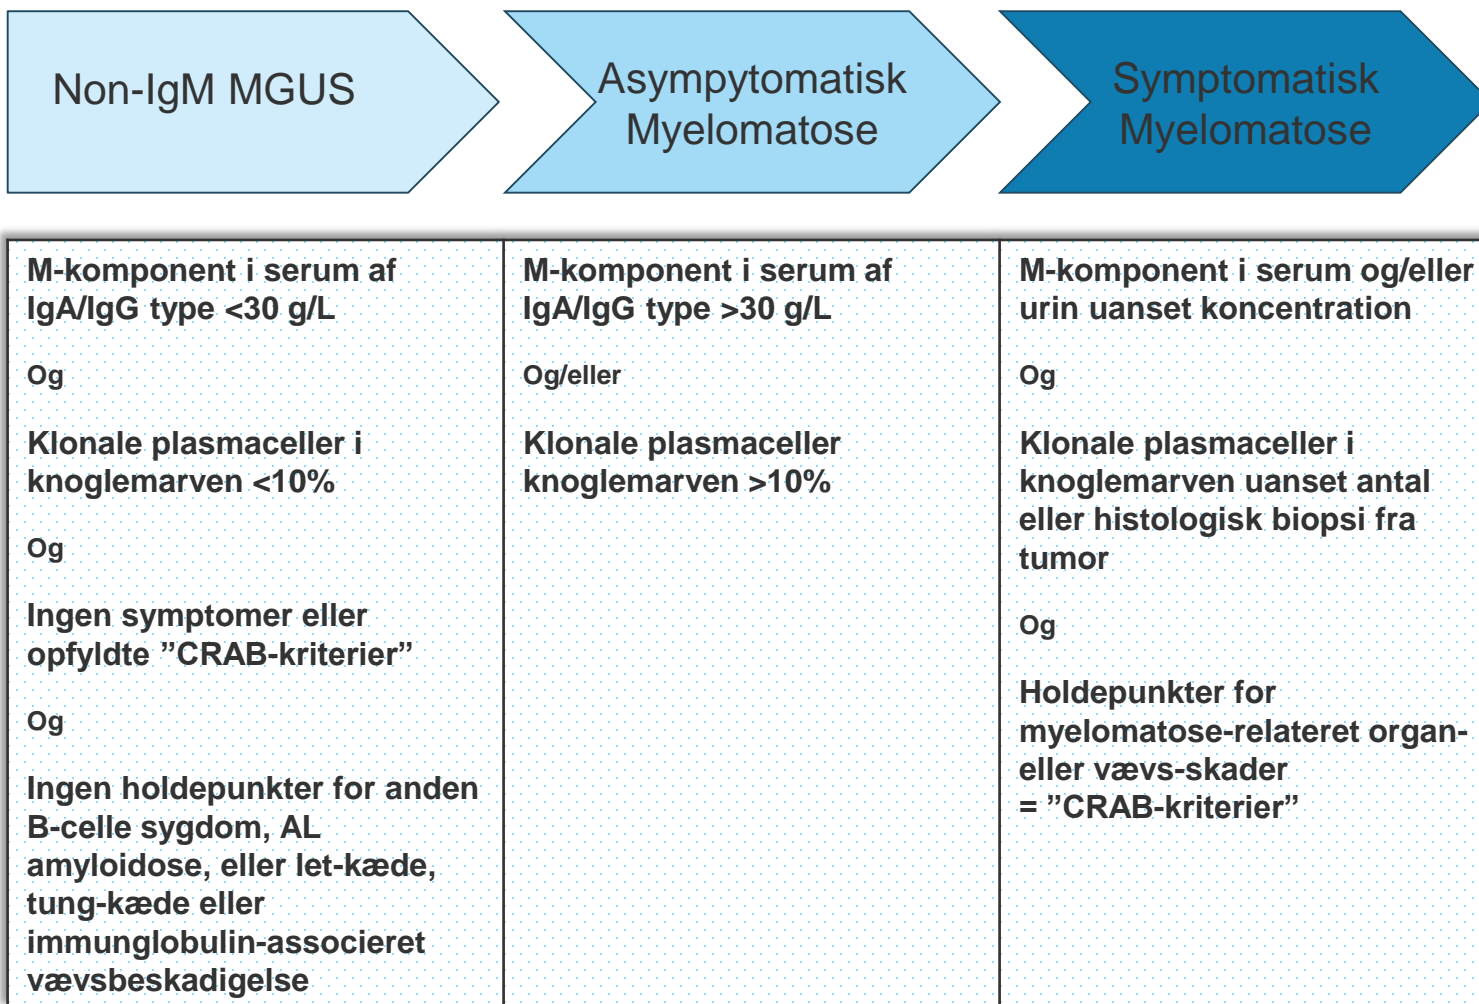 Non-IgM MGUS
Asympytomatisk
Myelomatose
Symptomatisk
Myelomatose
M-komponent i serum af
IgA/IgG type <30 g/L
Og
Klonale plasmaceller i
knoglemarven <10%
Og
Ingen symptomer eller
opfyldte ”CRAB-kriterier”
Og
Ingen holdepunkter for anden
B-celle sygdom, AL
amyloidose, eller let-kæde,
tung-kæde eller
immunglobulin-associeret
vævsbeskadigelse
M-komponent i serum af
IgA/IgG type >30 g/L
Og/eller
Klonale plasmaceller
knoglemarven >10%
M-komponent i serum og/eller
urin uanset koncentration
Og
Klonale plasmaceller i
knoglemarven uanset antal
eller histologisk biopsi fra
tumor
Og
Holdepunkter for
myelomatose-relateret organ-
eller vævs-skader
= ”CRAB-kriterier”